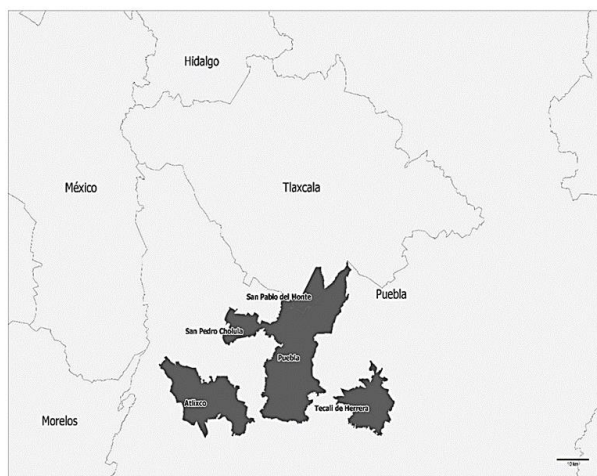 Hidalgo
México
Tlaxcala
San Pablo del Monte
Puebla
San Pedro Cholula
Puebla
Atlixco
Tecali de Herrera
Morelos